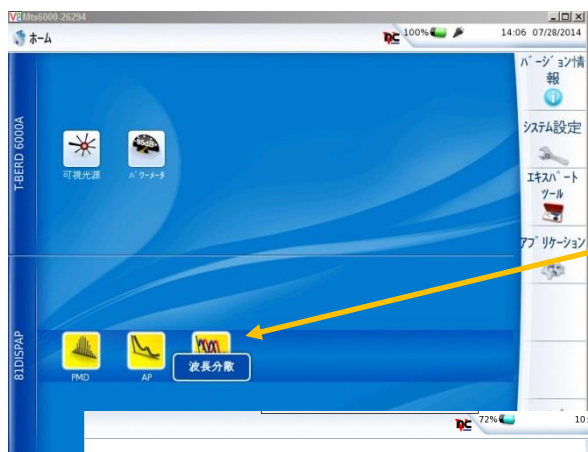 Mts6000-26294
ホーム
100%
14:06 07/28/2014
バージョン情
報
システム設定
エキスパート
ツール
アプリケーション
T-BERD 6000A
可視光源
パワーメータ
81DISPAP
PMD
AP
波長分散
72%
10: